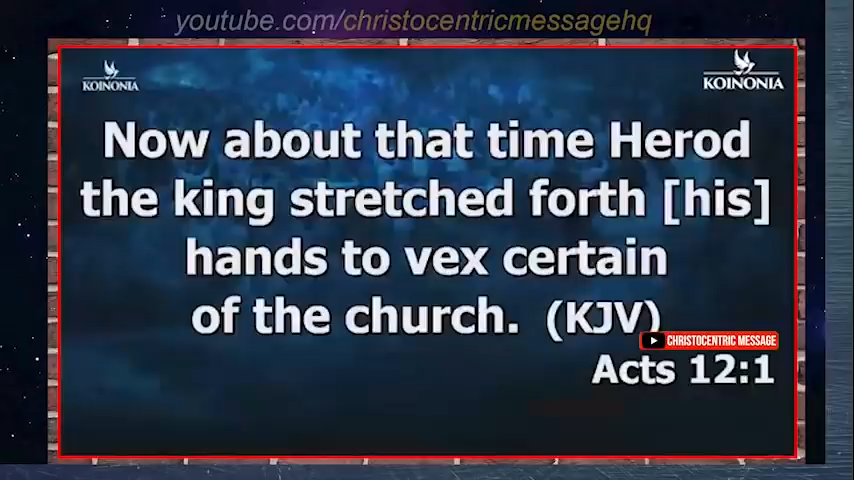 youtube.com/christocentricmessagehq
KOINONIA
KOINONIA
Now about that time Herod
the king stretched forth [his]
hands to vex certain
of the church. (KJV)
CHRISTOCENTRIC MESSAGE
Acts 12:1